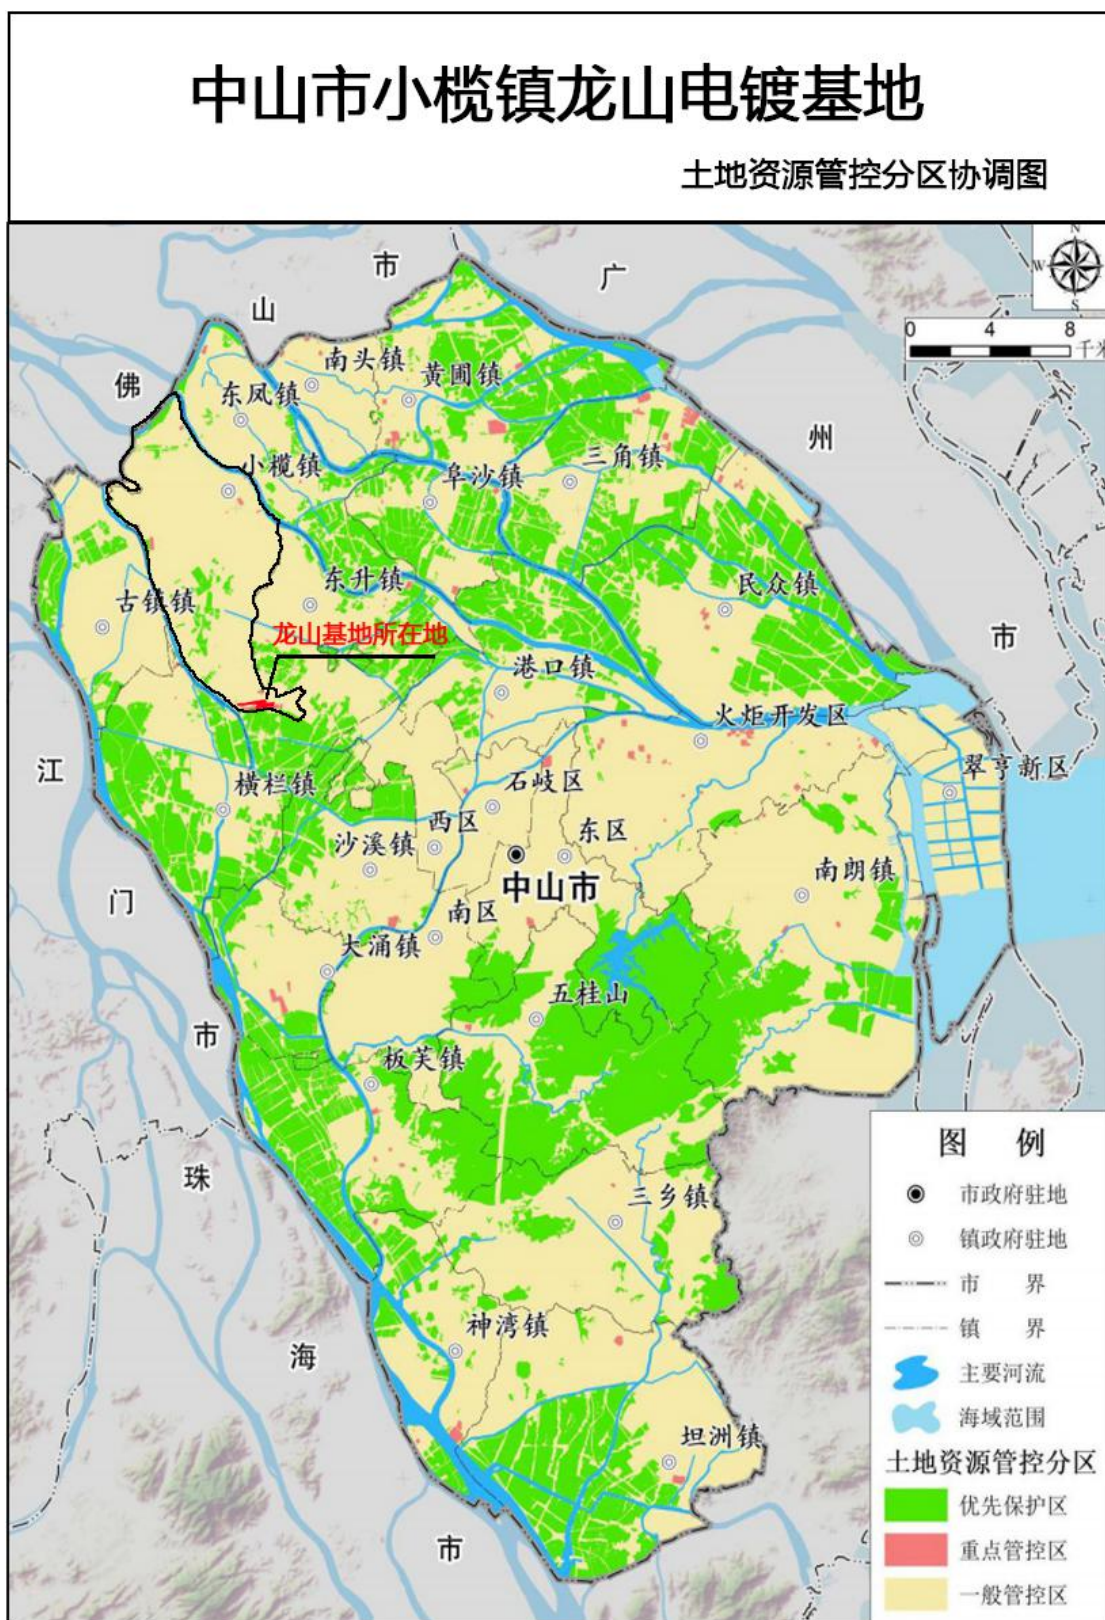 中山市小榄镇龙山电镀基地
土地资源管控分区协调图
N
W
S
0 4 8
千米
市
广
山
佛
州
市
江
门
市
珠
海
市
南头镇
黄圃镇
东凤镇
小榄镇
阜沙镇
三角镇
古镇镇
东升镇
民众镇
龙山基地所在地
港口镇
火炬开发区
翠亨新区
横栏镇
石岐区
西区
东区
沙溪镇
中山市
南朗镇
南区
大涌镇
五桂山
板芙镇
三乡镇
神湾镇
坦洲镇
图 例
市政府驻地
镇政府驻地
市 界
镇 界
主要河流
海域范围
土地资源管控分区
优先保护区
重点管控区
一般管控区